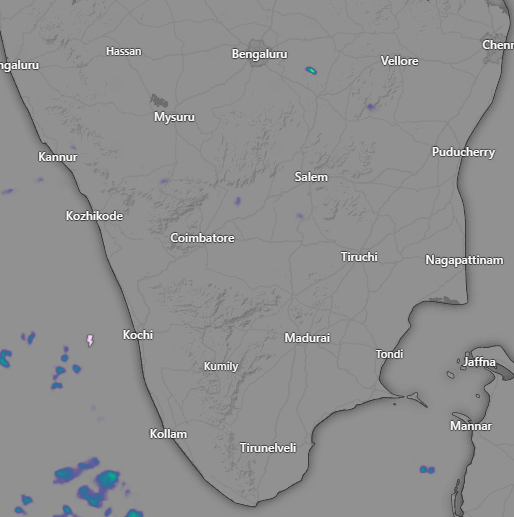 Hassan
Bengaluru
Chenn
ngaluru
Vellore
Mysuru
Kannur
Puducherry
Salem
Kozhikode
Coimbatore
Tiruchi
Nagapattinam
Kochi
Madurai
Tondi
Kumily
Jaffna
Kollam
Mannar
Tirunelveli